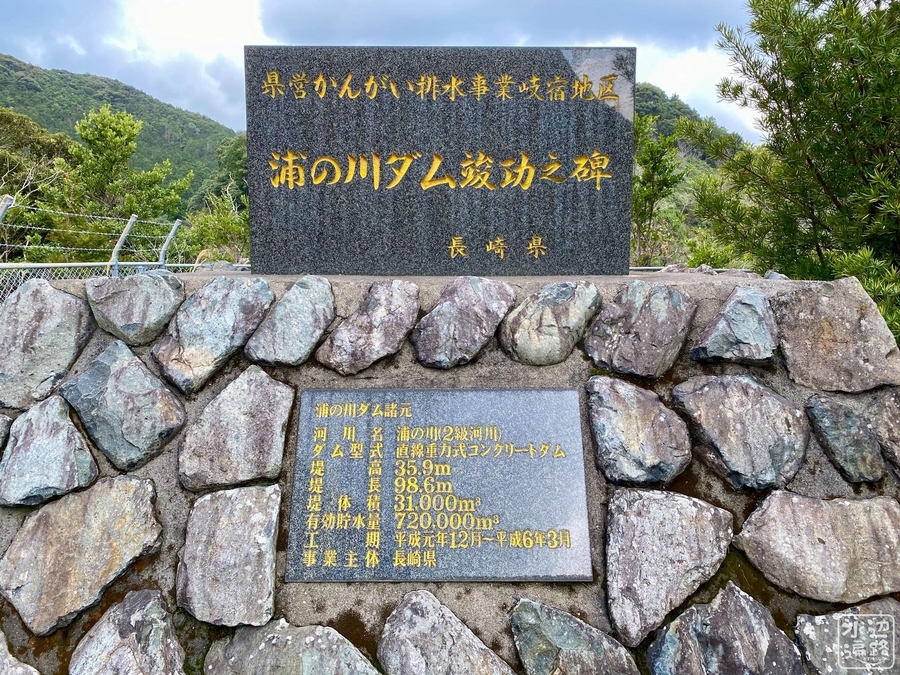 県営かんがい排水事業岐宿地区
浦の川ダム竣功之碑
長崎県
浦の川ダム諸元
河川名 浦の川(2級河川)
ダム型式 直線重力式コンクリートダム
堤高 35.9m
堤長 98.6m
堤体積 31,000m³
有効貯水量 720,000m³
工期 平成元年12月〜平成6年3月
事業主体 長崎県
水辺遍路